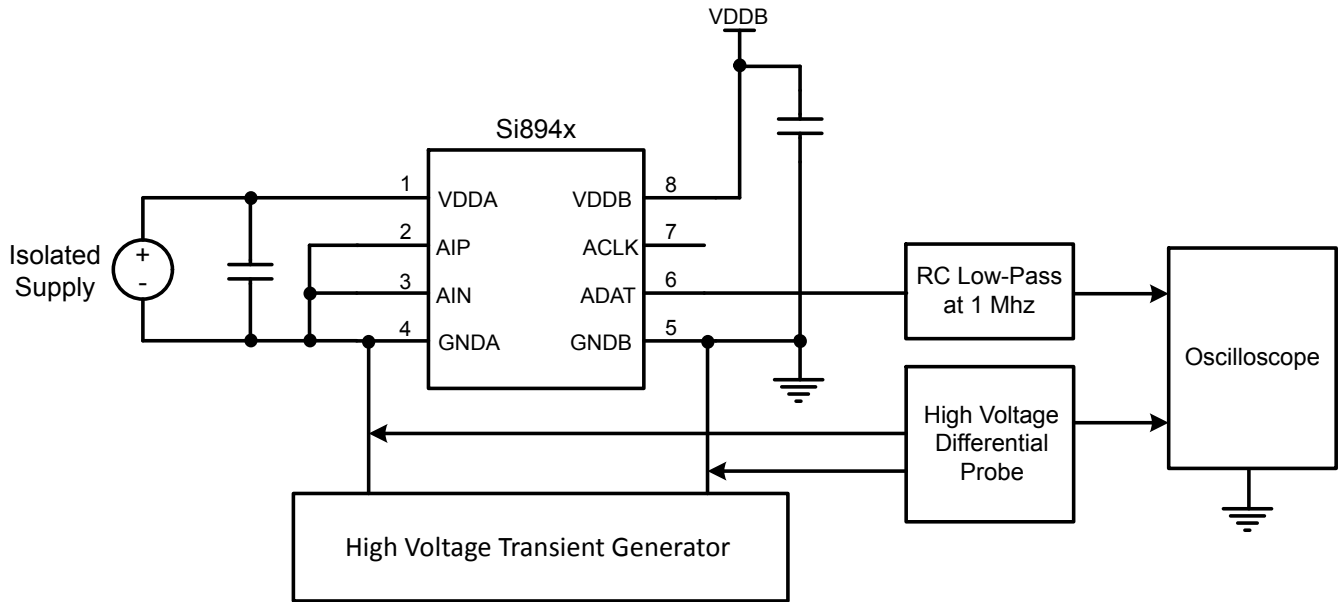 VDDB
Si894x
Isolated
Supply
+
-
1
2
3
4
VDDA
AIP
AIN
GNDA
VDDB
ACLK
ADAT
GNDB
8
7
6
5
RC Low-Pass
at 1 Mhz
High Voltage
Differential
Probe
Oscilloscope
High Voltage Transient Generator